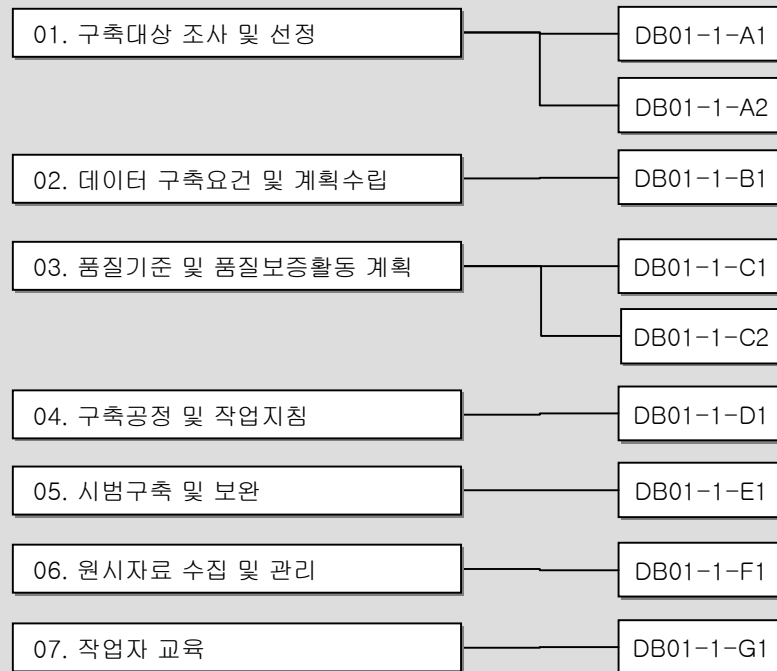 01. 구축대상 조사 및 선정
DB01-1-A1
DB01-1-A2
02. 데이터 구축요건 및 계획수립
DB01-1-B1
03. 품질기준 및 품질보증활동 계획
DB01-1-C1
DB01-1-C2
04. 구축공정 및 작업지침
DB01-1-D1
05. 시범구축 및 보완
DB01-1-E1
06. 원시자료 수집 및 관리
DB01-1-F1
07. 작업자 교육
DB01-1-G1